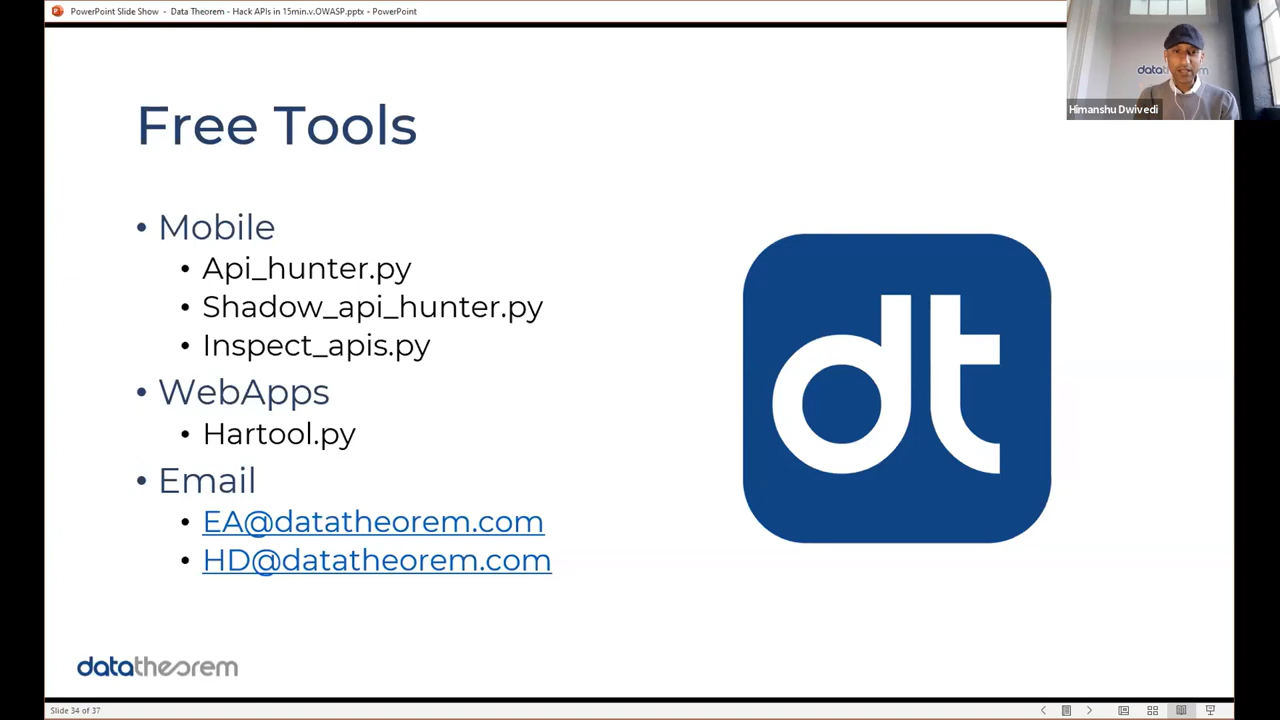 PowerPoint Slide Show - Data Theorem - Hack APIs in 15min.v.OWASP.pptx - PowerPoint
data
Himanshu Dwivedi
Free Tools
• Mobile
• Api_hunter.py
• Shadow_api_hunter.py
• Inspect_apis.py
• WebApps
• Hartool.py
• Email
• EA@datatheorem.com
• HD@datatheorem.com
dt
datatheorem
Slide 34 of 37